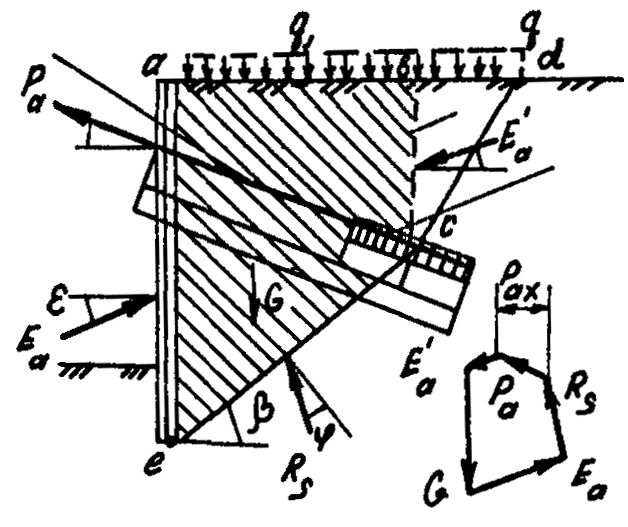 q
q
a
b
d
P_a
E'_a
c
P_ax
ε
G
E_a
E'_a
P_a
R_s
β
φ
e
R_s
G
E_a